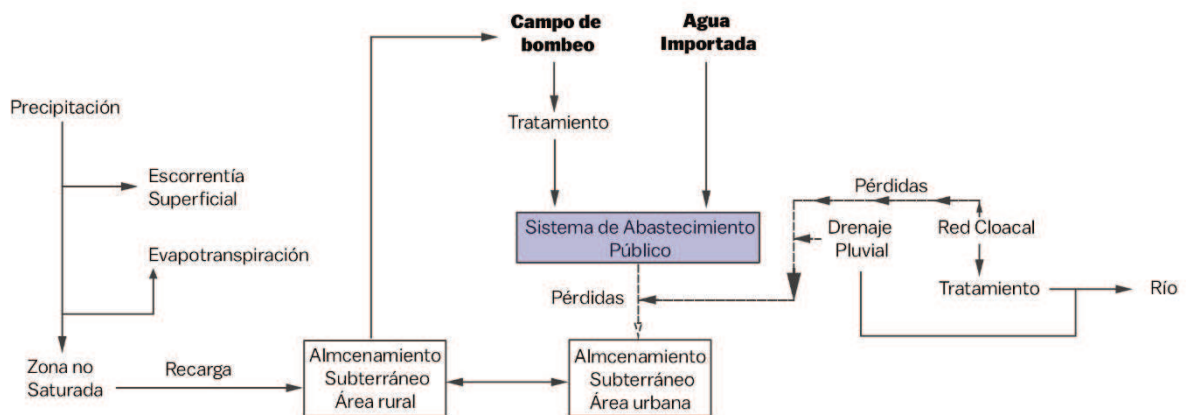 Campo de
bombeo
Agua
Importada
Precipitación
Tratamiento
Escorrentía
Superficial
Pérdidas
Sistema de Abastecimiento
Público
Drenaje
Pluvial
Red Cloacal
Evapotranspiración
Pérdidas
Tratamiento
Río
Zona no
Saturada
Recarga
Almcenamiento
Subterráneo
Área rural
Almcenamiento
Subterráneo
Área urbana